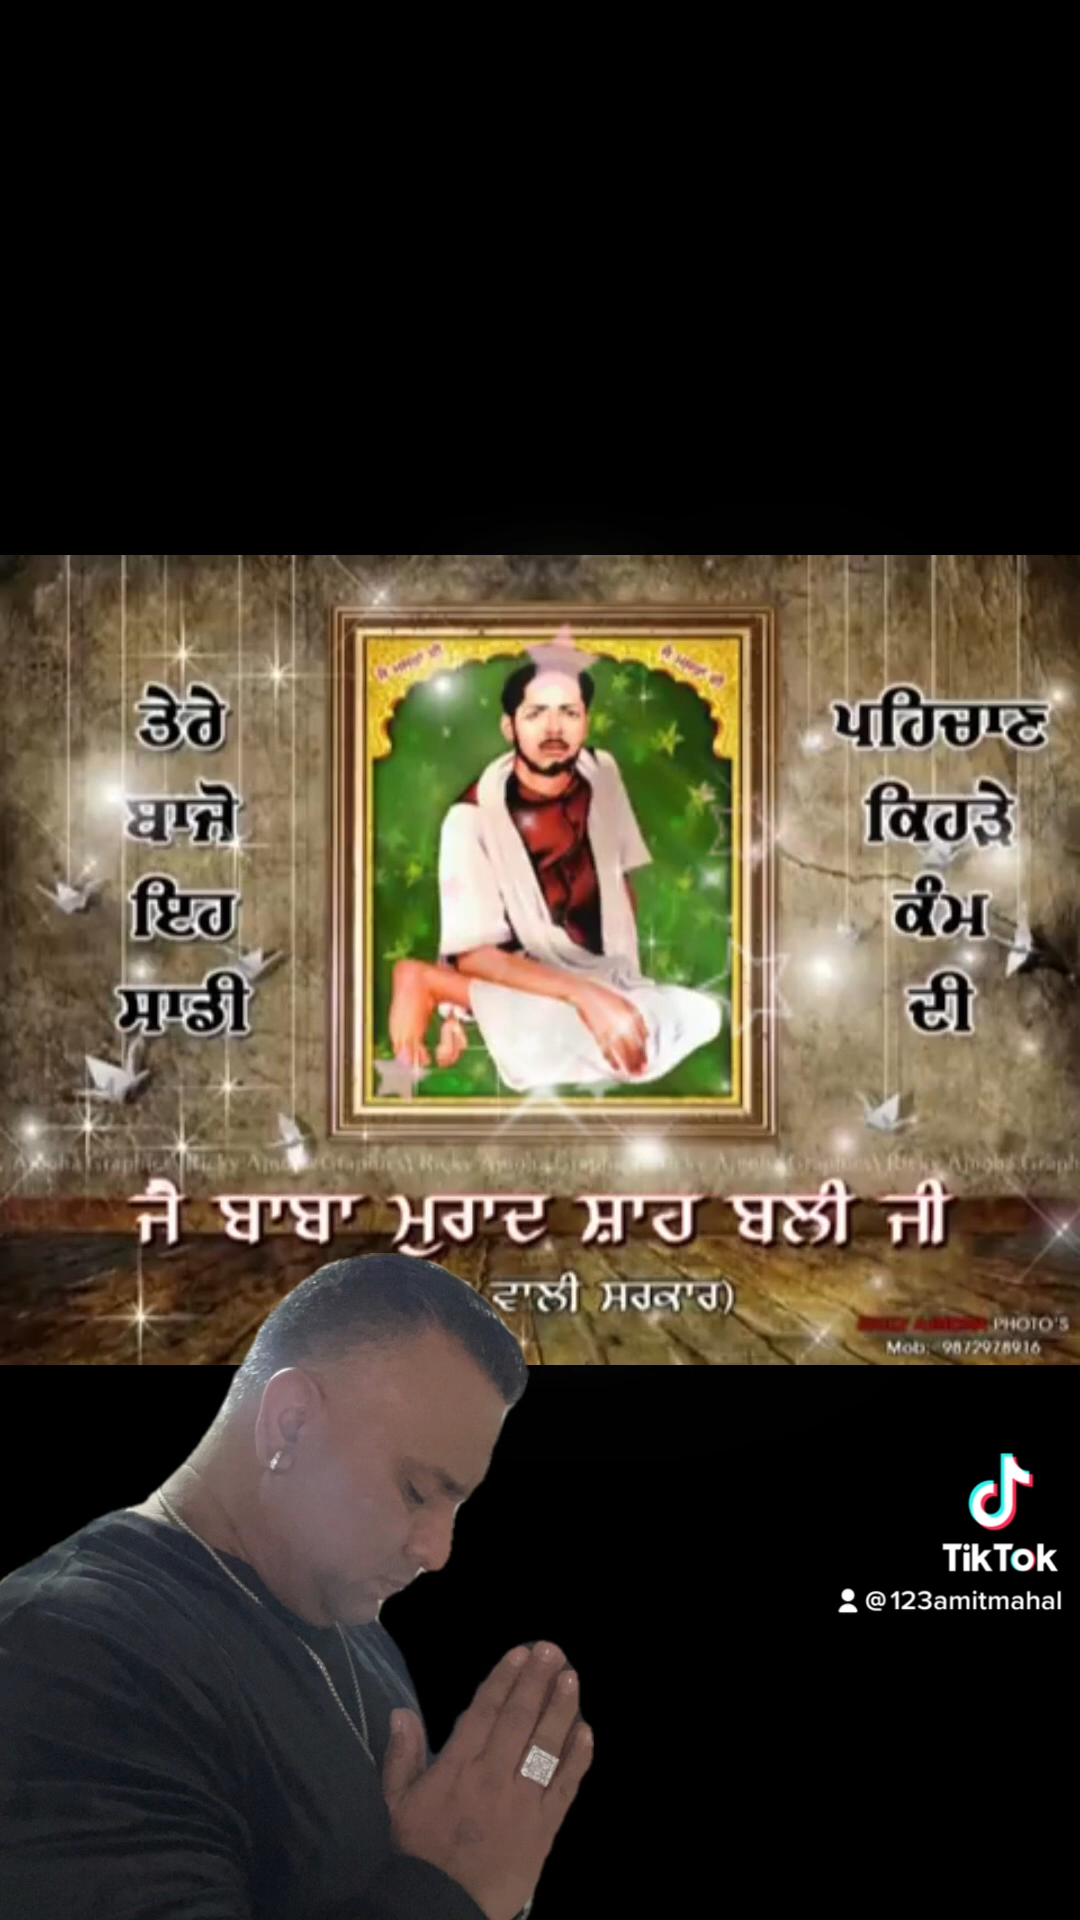 ਤੇਰੇ
ਬਾਜੋ
ਇਹ
ਸਾਡੀ
ਪਹਿਚਾਣ
ਕਿਹੜੇ
ਕੰਮ
ਦੀ
ਜੈ ਬਾਬਾ ਮੁਰਾਦ ਸ਼ਾਹ ਬਲੀ ਜੀ
ਵਾਲੀ ਸਰਕਾਰ)
PHOTO'S
Mob:- 9872978916
TikTok
@123amitmahal